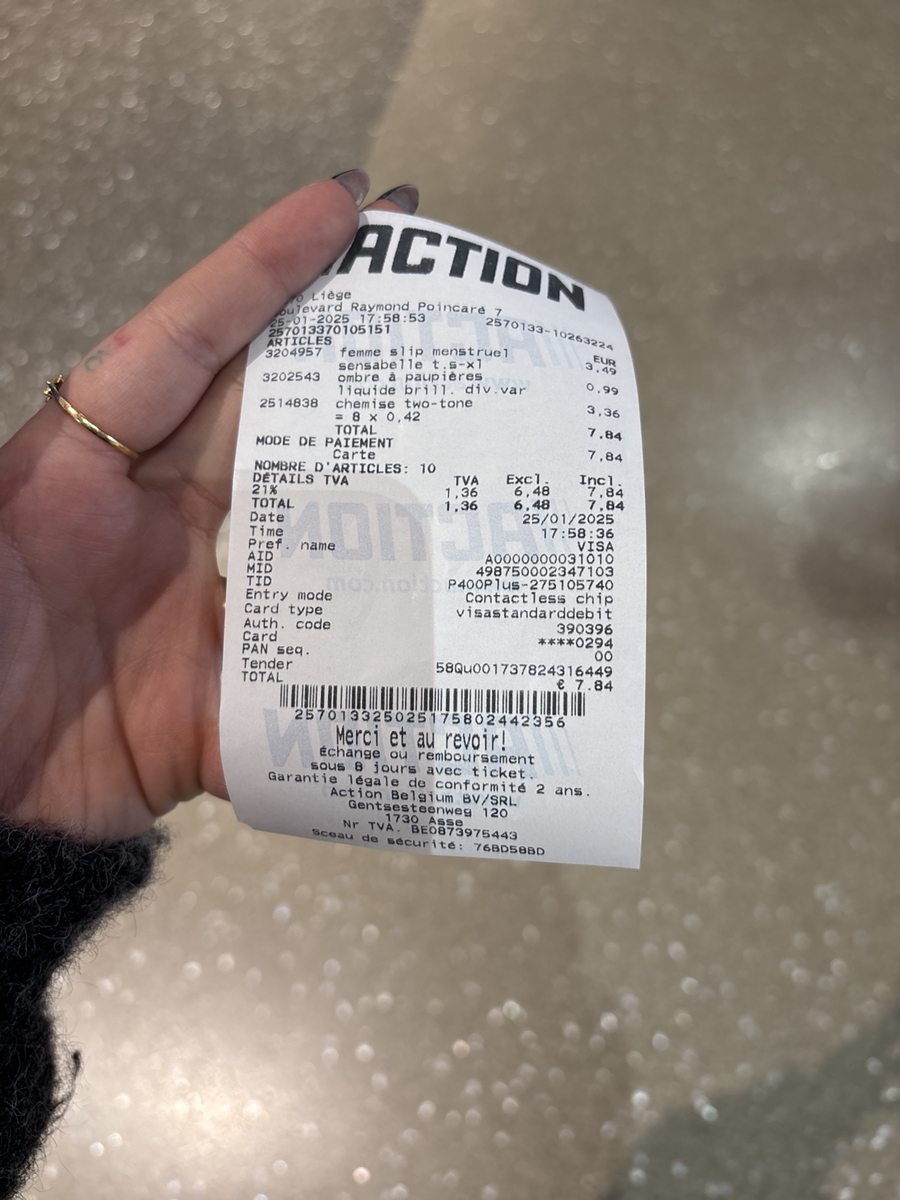 ACTION
Liège
Boulevard Raymond Poincaré 7
25-01-2025 17:58:53 2570133-10263224
257013370105151
ARTICLES EUR
3204957 femme slip menstruel 3.49
sensabelle t.s-xl
3202543 ombre à paupières 0.99
liquide brill. div.var
2514838 chemise two-tone 3,36
= 8 x 0,42
TOTAL 7,84
MODE DE PAIEMENT
Carte 7,84
NOMBRE D'ARTICLES: 10
DÉTAILS TVA TVA Excl. Incl.
21% 1,36 6,48 7,84
TOTAL 1,36 6,48 7,84
Date 25/01/2025
Time 17:58:36
Pref. name VISA
AID A0000000031010
MID 498750002347103
TID P400Plus-275105740
Entry mode Contactless chip
Card type visastandarddebit
Auth. code 390396
Card ****0294
PAN seq. 00
Tender 58Qu001737824316449
TOTAL € 7.84
257013325025175802442356
Merci et au revoir!
Échange ou remboursement
sous 8 jours avec ticket.
Garantie légale de conformité 2 ans.
Action Belgium BV/SRL
Gentsesteenweg 120
1730 Asse
Nr TVA. BE0873975443
Sceau de sécurité: 76BD58BD